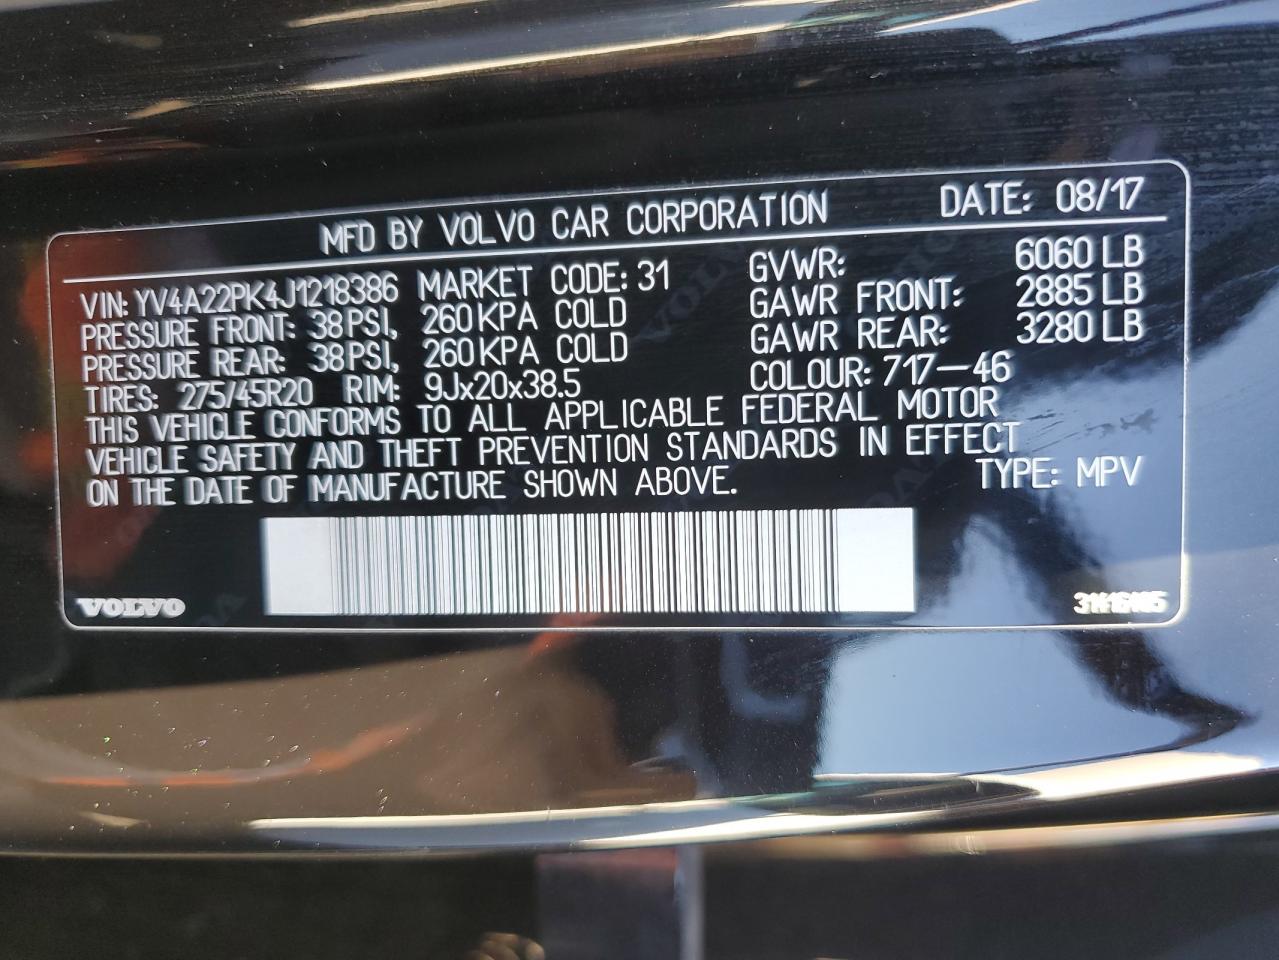 MFD BY VOLVO CAR CORPORATION DATE: 08/17
VIN: YV4A22PK4J1218386 MARKET CODE: 31 GVWR: 6060 LB
PRESSURE FRONT: 38 PSI, 260 KPA COLD GAWR FRONT: 2885 LB
PRESSURE REAR: 38 PSI, 260 KPA COLD GAWR REAR: 3280 LB
TIRES: 275/45R20 RIM: 9Jx20x38.5 COLOUR: 717-46
THIS VEHICLE CONFORMS TO ALL APPLICABLE FEDERAL MOTOR
VEHICLE SAFETY AND THEFT PREVENTION STANDARDS IN EFFECT
ON THE DATE OF MANUFACTURE SHOWN ABOVE. TYPE: MPV
VOLVO